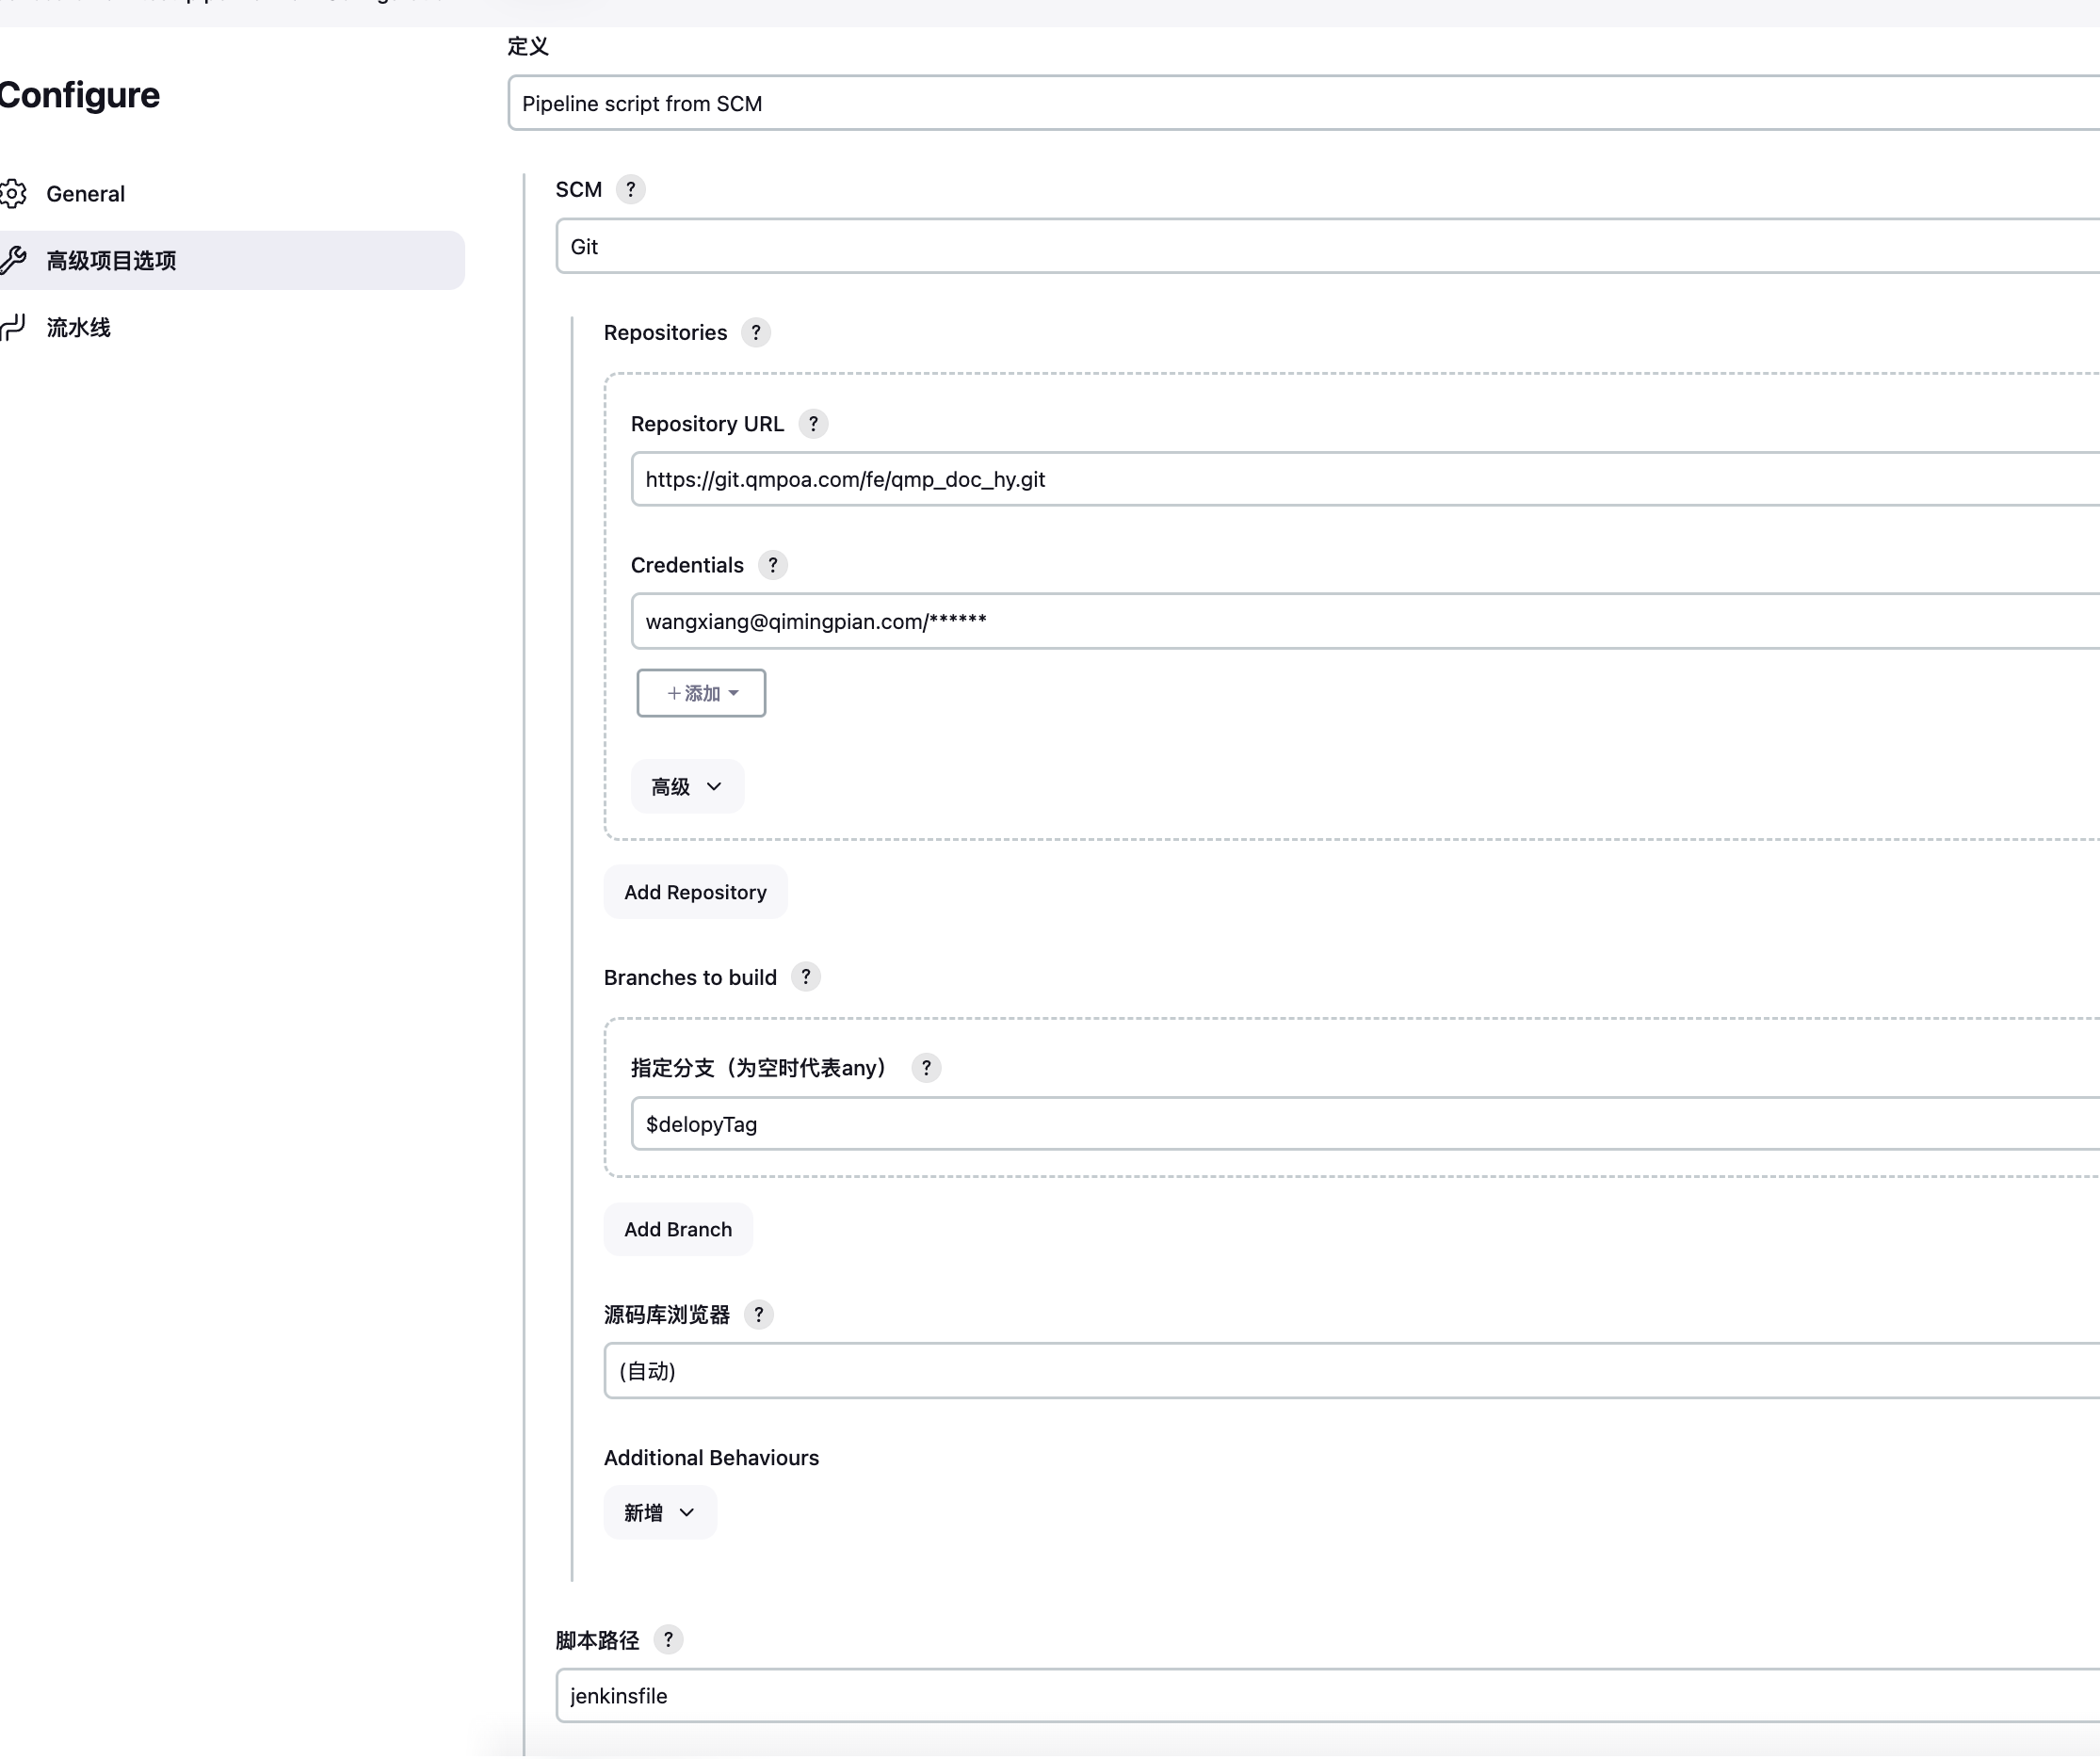 定义
Configure
Pipeline script from SCM
General
SCM ?
高级项目选项
Git
流水线
Repositories ?
Repository URL ?
https://git.qmpoa.com/fe/qmp_doc_hy.git
Credentials ?
wangxiang@qimingpian.com/******
+添加
高级
Add Repository
Branches to build ?
指定分支（为空时代表any） ?
$delopyTag
Add Branch
源码库浏览器 ?
(自动)
Additional Behaviours
新增
脚本路径 ?
jenkinsfile